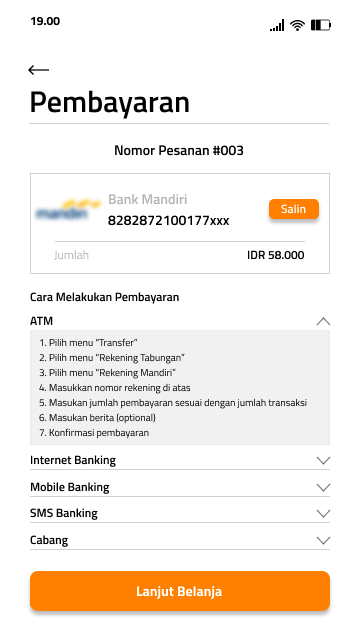 19.00
Pembayaran
Nomor Pesanan #003
mandiri
Bank Mandiri
8282872100177xxx
Salin
Jumlah
IDR 58.000
Cara Melakukan Pembayaran
ATM
1. Pilih menu “Transfer”
2. Pilih menu “Rekening Tabungan”
3. Pilih menu “Rekening Mandiri”
4. Masukkan nomor rekening di atas
5. Masukan jumlah pembayaran sesuai dengan jumlah transaksi
6. Masukan berita (optional)
7. Konfirmasi pembayaran
Internet Banking
Mobile Banking
SMS Banking
Cabang
Lanjut Belanja